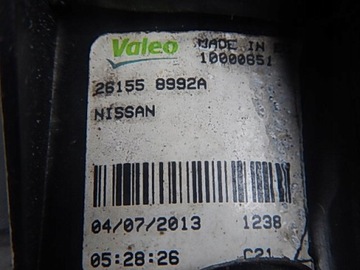 Valeo MADE IN
10000851
26155 8992A
NISSAN
04/07/2013 1238
05:28:26 C21